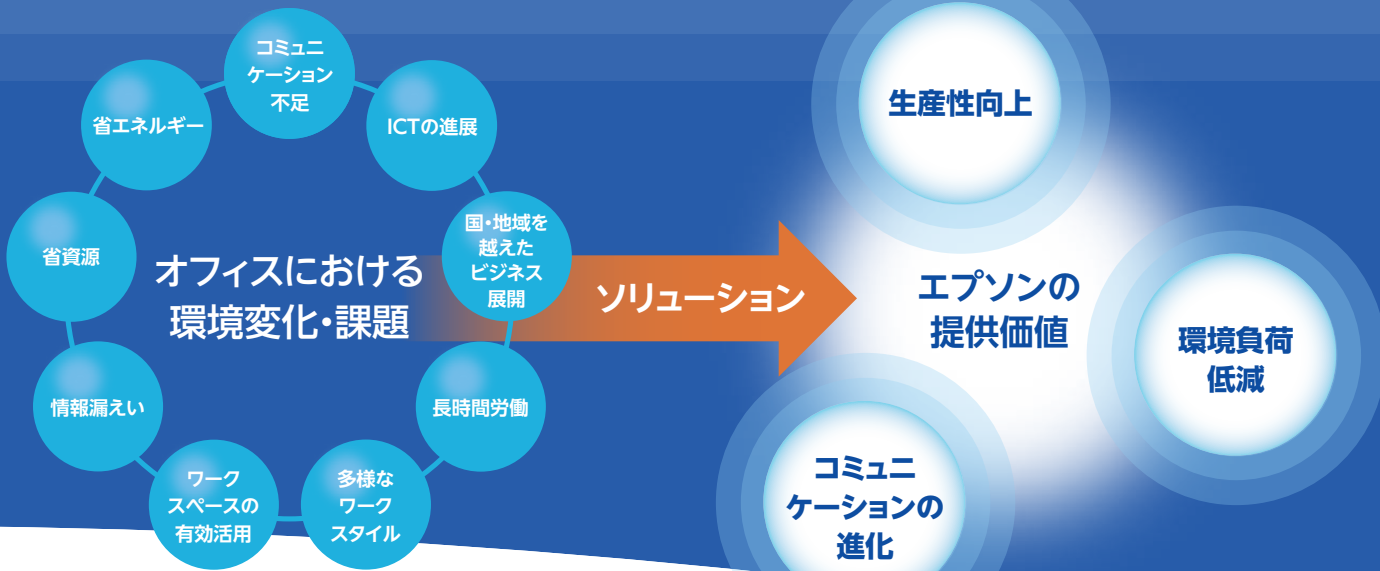 コミュニ
ケーション
不足
ICTの進展
国・地域を
越えた
ビジネス
展開
長時間労働
多様な
ワーク
スタイル
ワーク
スペースの
有効活用
情報漏えい
省資源
省エネルギー
オフィスにおける
環境変化・課題
ソリューション
エプソンの
提供価値
生産性向上
環境負荷
低減
コミュニ
ケーションの
進化